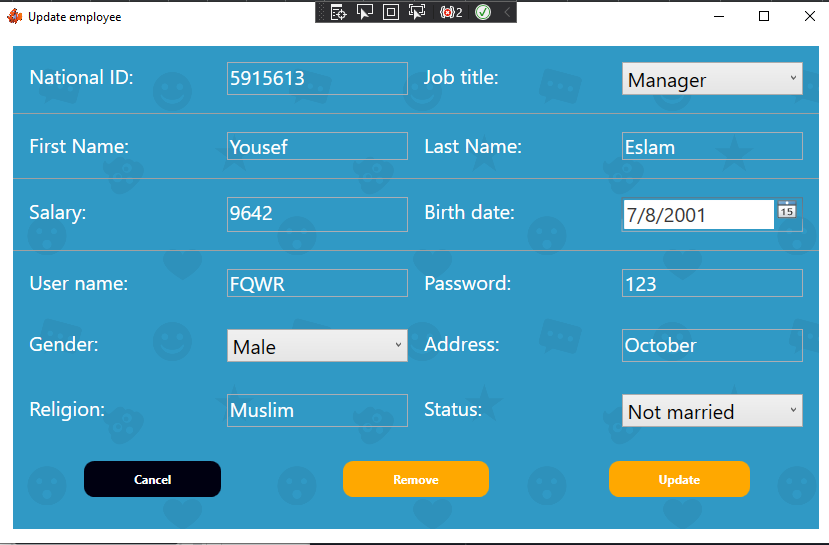 Update employee
2
National ID: 5915613 Job title: Manager
First Name: Yousef Last Name: Eslam
Salary: 9642 Birth date: 7/8/2001 15
User name: FQWR Password: 123
Gender: Male Address: October
Religion: Muslim Status: Not married
Cancel Remove Update